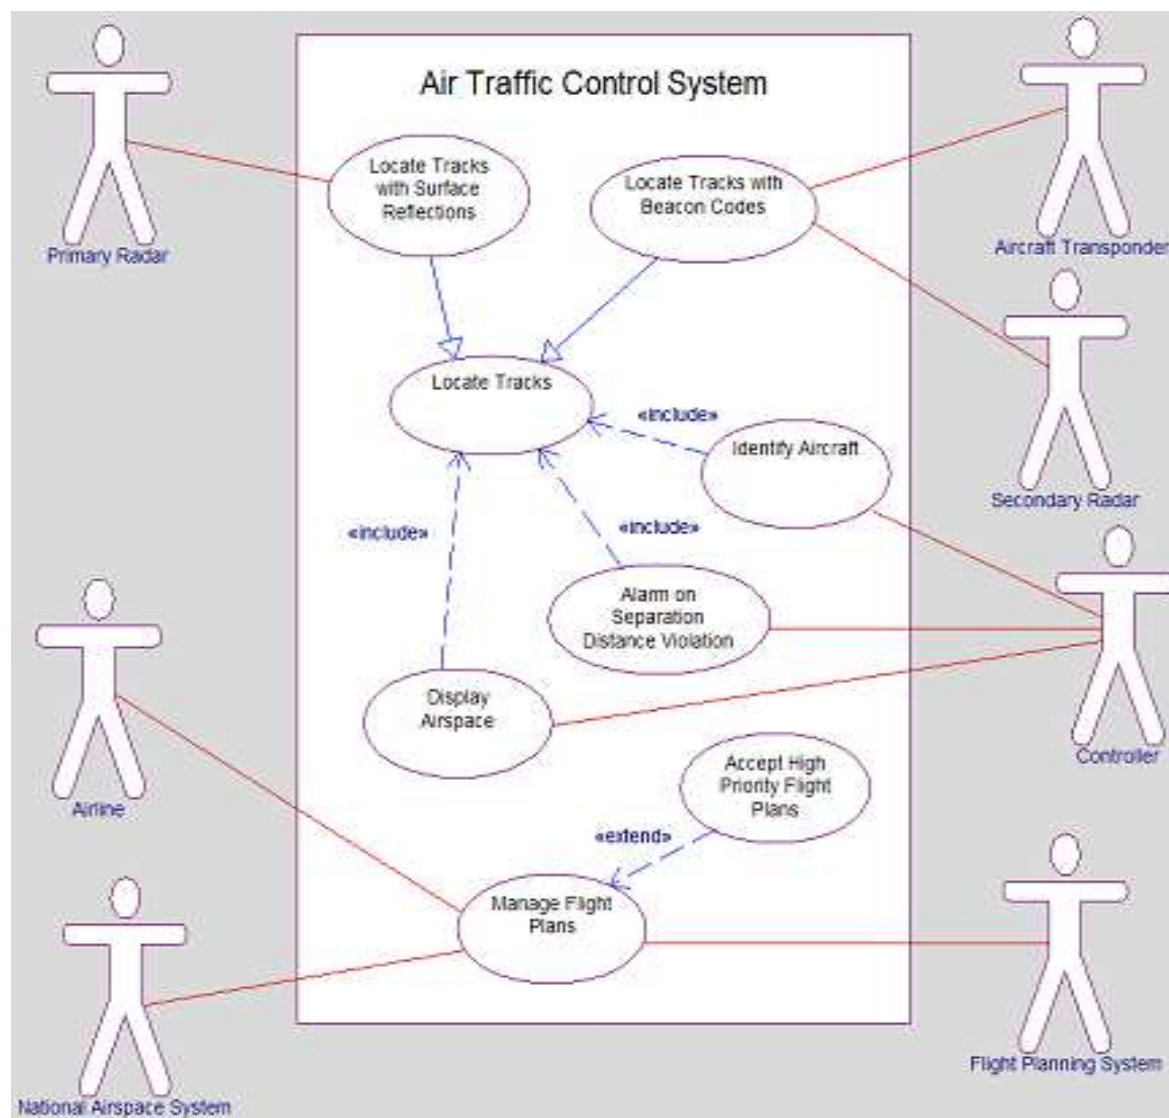 Air Traffic Control System
Locate Tracks
with Surface
Reflections
Locate Tracks with
Beacon Codes
Primary Radar
Aircraft Transponder
Locate Tracks
«include»
Identify Aircraft
Secondary Radar
«include»
«include»
Alarm on
Separation
Distance Violation
Display
Airspace
Controller
Airline
Accept High
Priority Flight
Plans
«extend»
Manage Flight
Plans
Flight Planning System
National Airspace System